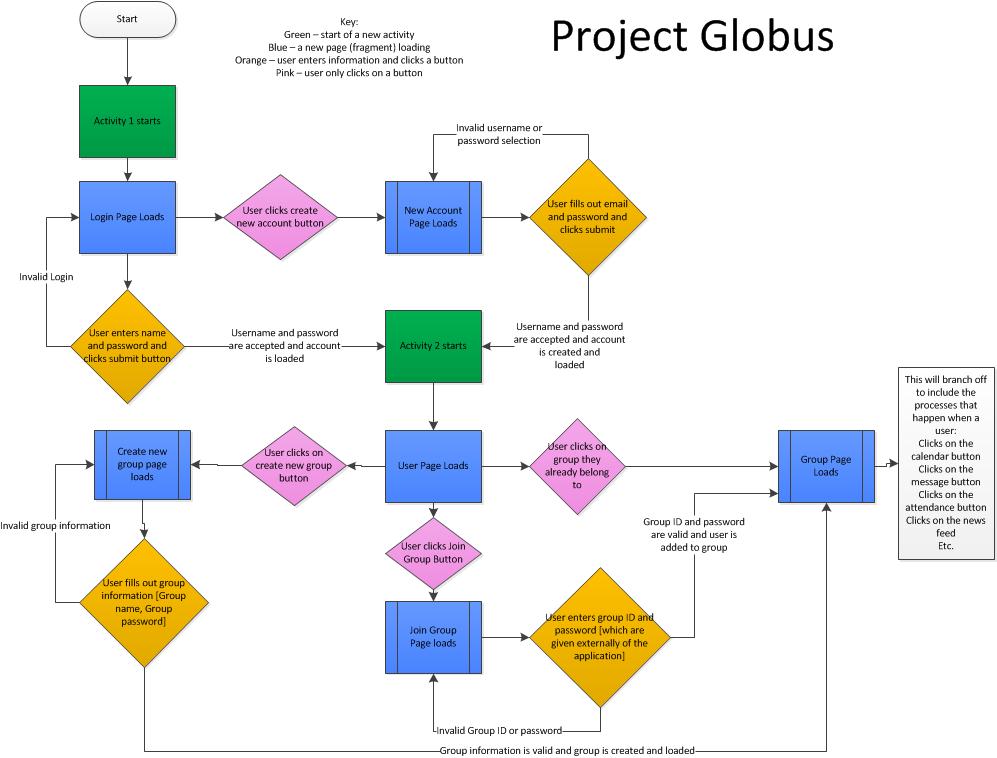 Start
Key:
Green – start of a new activity
Blue – a new page (fragment) loading
Orange – user enters information and clicks a button
Pink – user only clicks on a button
Project Globus
Activity 1 starts
Invalid username or
password selection
Login Page Loads
User clicks create
new account button
New Account
Page Loads
User fills out email
and password and
clicks submit
Invalid Login
User enters name
and password and
clicks submit button
Username and password
are accepted and account
is loaded
Activity 2 starts
Username and password
are accepted and account
is created and
loaded
This will branch off
to include the
processes that
happen when a
user:
Clicks on the
calendar button
Clicks on the
message button
Clicks on the
attendance button
Clicks on the news
feed
Etc.
Create new
group page
loads
User clicks on
create new group
button
User Page Loads
User clicks on
group they
already belong
to
Group Page
Loads
Invalid group information
Group ID and password
are valid and user is
added to group
User clicks Join
Group Button
User fills out group
information [Group
name, Group
password]
Join Group
Page loads
User enters group ID and
password [which are
given externally of the
application]
Invalid Group ID or password
Group information is valid and group is created and loaded